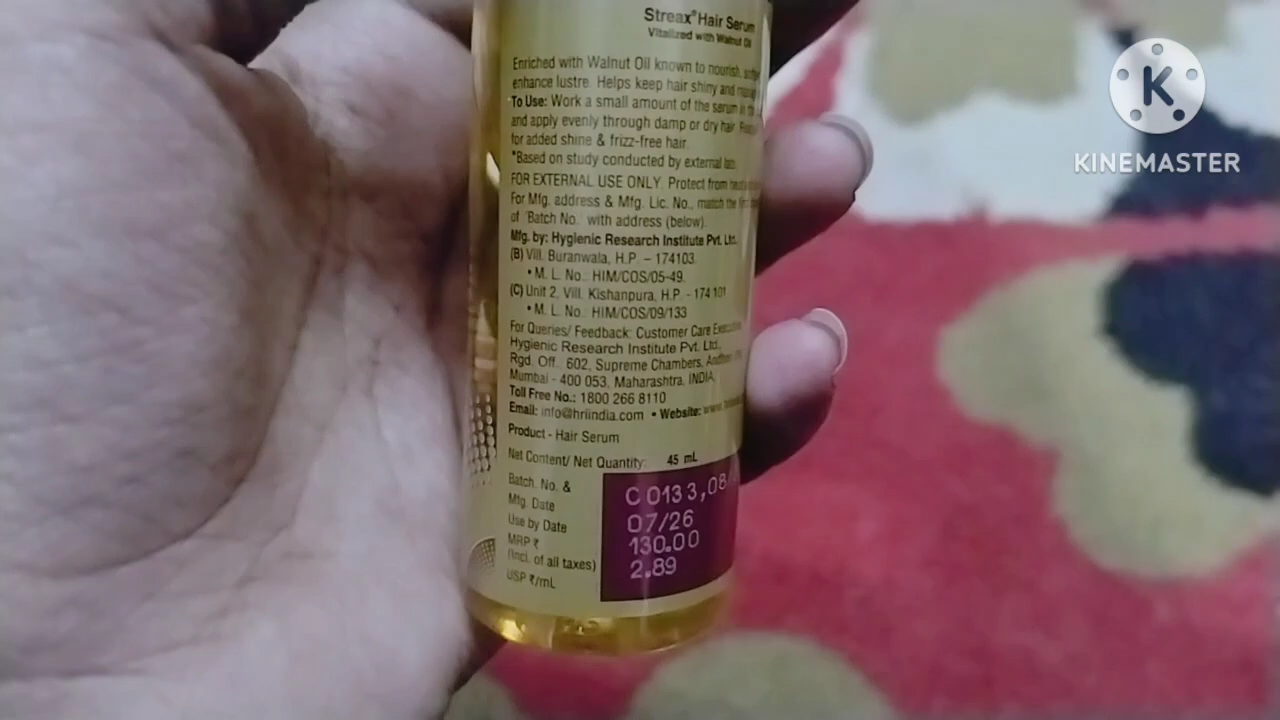 Streax® Hair Serum
Vitalized with Walnut Oil
Enriched with Walnut Oil known to nourish,
enhance lustre. Helps keep hair shiny and
To Use: Work a small amount of the serum
and apply evenly through damp or dry hair.
for added shine & frizz-free hair.
*Based on study conducted by external lab.
FOR EXTERNAL USE ONLY. Protect from
For Mfg. address & Mfg. Lic. No., match the
of 'Batch No.' with address (below).
Mfg. by: Hygienic Research Institute Pvt. Ltd.
(B) Vill. Buranwala, H.P. – 174103.
• M. L. No.: HIM/COS/05-49.
(C) Unit 2, Vill. Kishanpura, H.P. - 174 101
• M. L. No.: HIM/COS/09/133
For Queries/ Feedback: Customer Care
Hygienic Research Institute Pvt. Ltd.,
Rgd. Off.: 602, Supreme Chambers,
Mumbai - 400 053, Maharashtra, INDIA
Toll Free No.: 1800 266 8110
Email: info@hriindia.com • Website:
Product - Hair Serum
Net Content/ Net Quantity: 45 mL
Batch. No. & C 0133,08/
Mfg. Date
Use by Date 07/26
MRP ₹ 130.00
(Incl. of all taxes)
USP ₹/mL 2.89
K
KINEMASTER